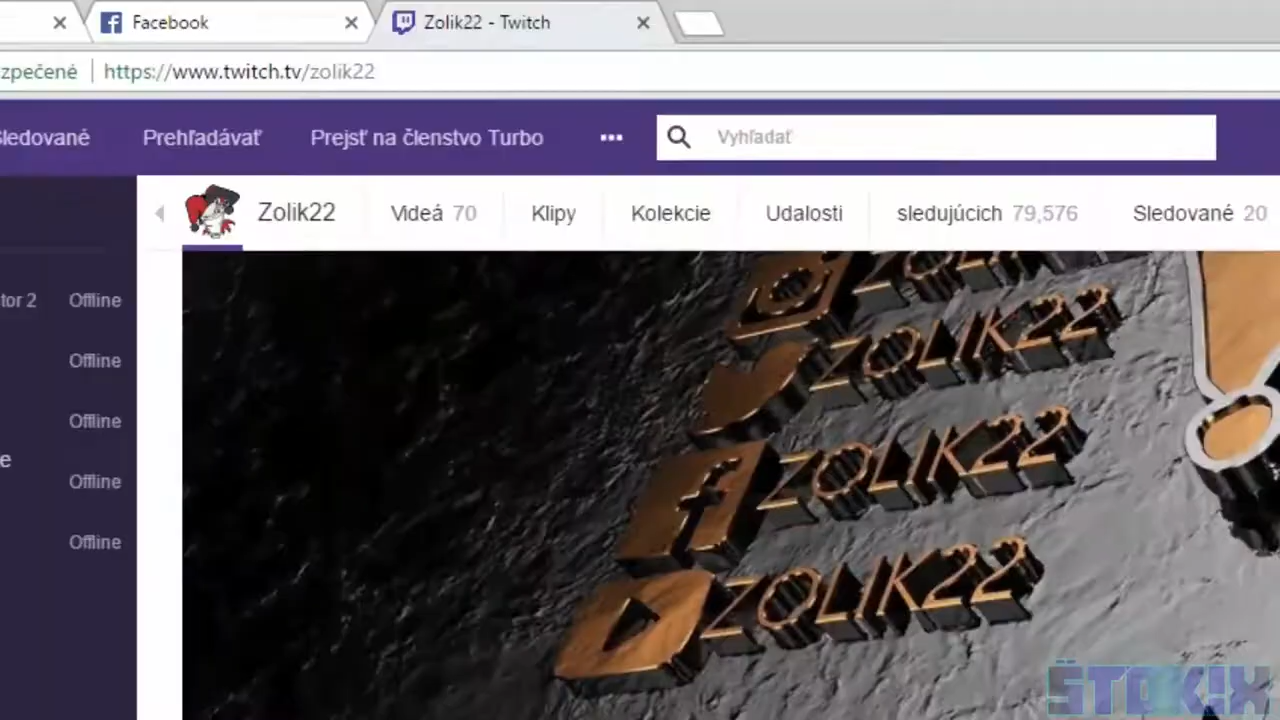 Facebook
Zolik22 - Twitch
zpečené
https://www.twitch.tv/zolik22
Sledované
Prehľadávať
Prejsť na členstvo Turbo
Vyhľadať
Zolik22
Videá 70
Klipy
Kolekcie
Udalosti
sledujúcich 79,576
Sledované 20
tor 2
Offline
Offline
Offline
e
Offline
Offline
ZOLIK22
ZOLIK22
ZOLIK22
ŠTOKIX